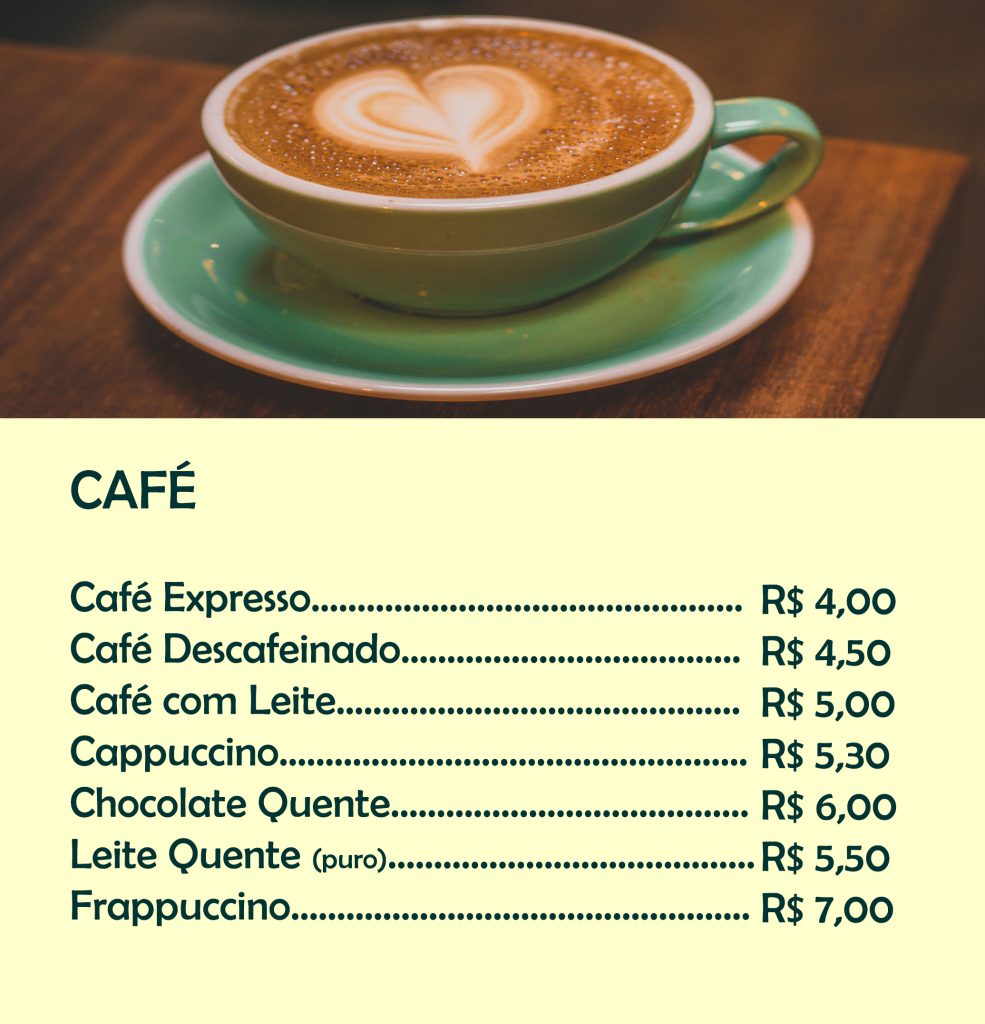 CAFÉ
Café Expresso............................................... R$ 4,00
Café Descafeinado..................................... R$ 4,50
Café com Leite............................................ R$ 5,00
Cappuccino................................................... R$ 5,30
Chocolate Quente....................................... R$ 6,00
Leite Quente (puro)........................................ R$ 5,50
Frappuccino.................................................. R$ 7,00